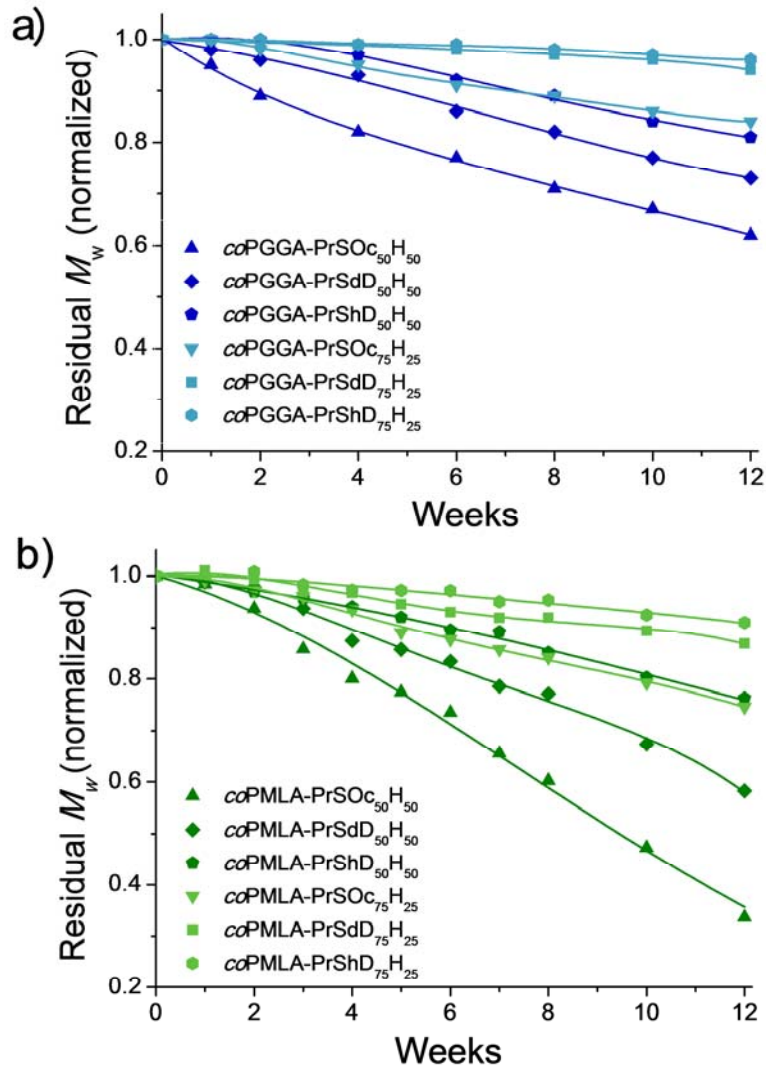 a)
Residual M_w (normalized)
1.0
0.8
0.6
0.4
0.2
coPGGA-PrSOc50H50
coPGGA-PrSdD50H50
coPGGA-PrShD50H50
coPGGA-PrSOc75H25
coPGGA-PrSdD75H25
coPGGA-PrShD75H25
0 2 4 6 8 10 12
Weeks
b)
Residual M_w (normalized)
1.0
0.8
0.6
0.4
0.2
coPMLA-PrSOc50H50
coPMLA-PrSdD50H50
coPMLA-PrShD50H50
coPMLA-PrSOc75H25
coPMLA-PrSdD75H25
coPMLA-PrShD75H25
0 2 4 6 8 10 12
Weeks